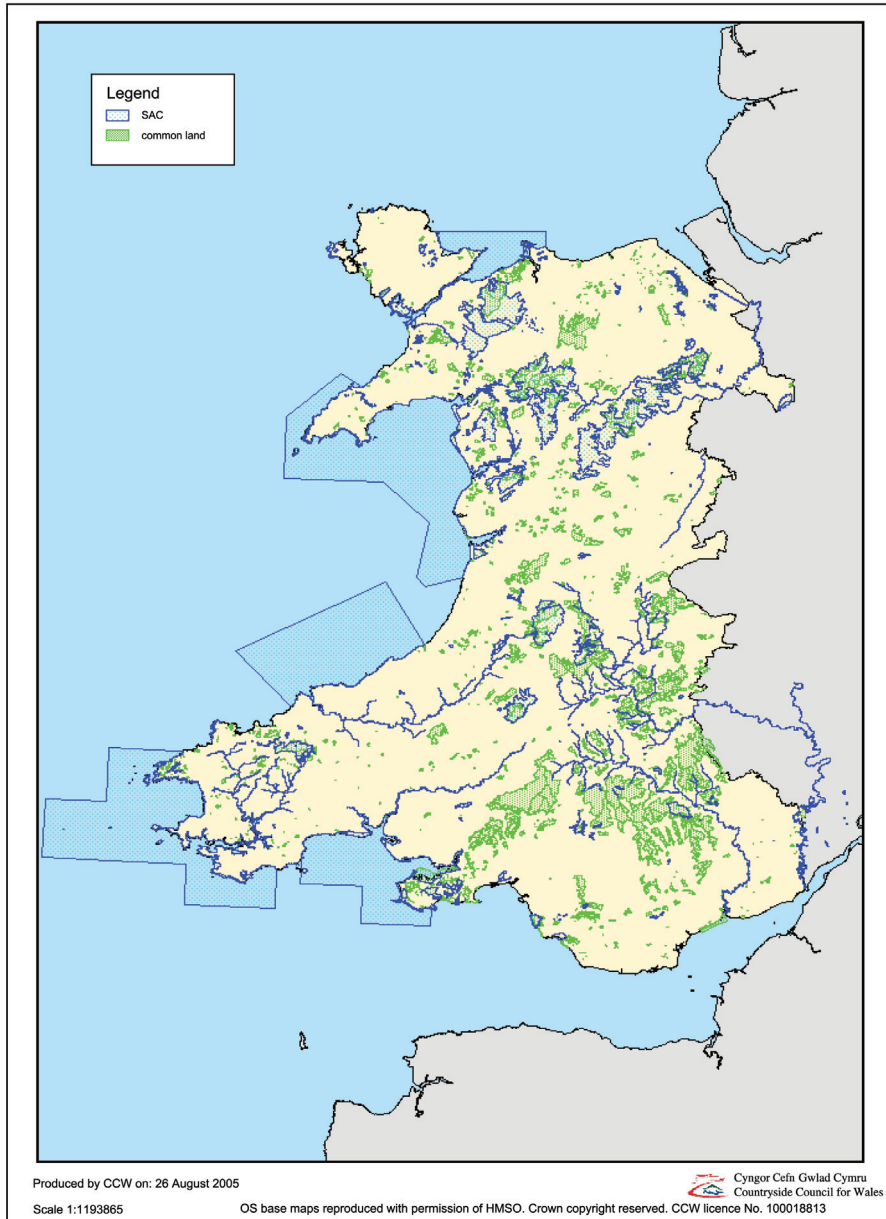 Legend
SAC
common land
Produced by CCW on: 26 August 2005
Cyngor Cefn Gwlad Cymru
Countryside Council for Wales
Scale 1:1193865
OS base maps reproduced with permission of HMSO. Crown copyright reserved. CCW licence No. 100018813